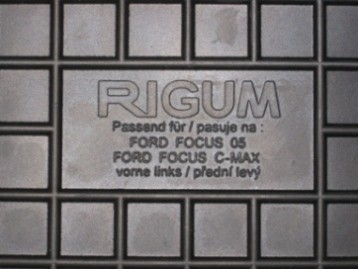 RIGUM
Passend für / pasuje na :
FORD FOCUS 05
FORD FOCUS C-MAX
vorne links / přední levý